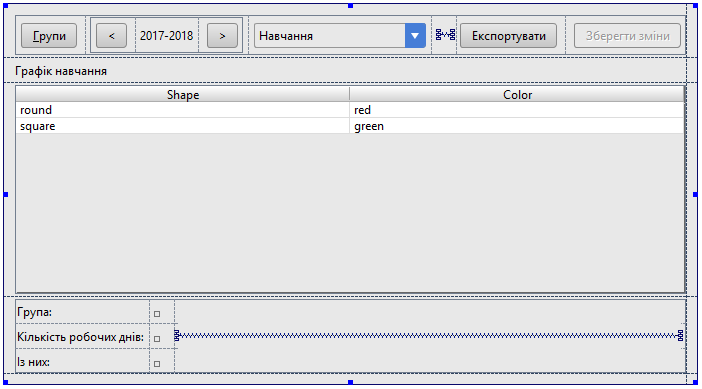 Групи < 2017-2018 > Навчання Експортувати Зберегти зміни
Графік навчання
Shape Color
round red
square green
Група:
Кількість робочих днів:
Із них: